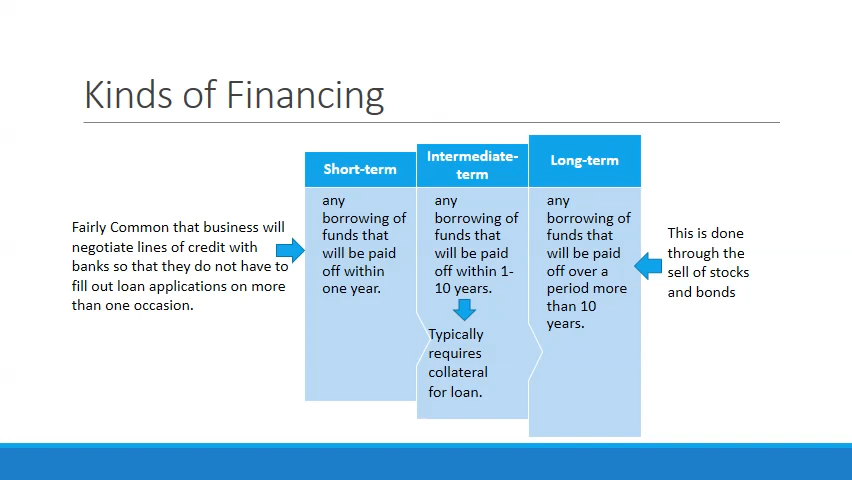 Kinds of Financing
Fairly Common that business will
negotiate lines of credit with
banks so that they do not have to
fill out loan applications on more
than one occasion.
Short-term
any
borrowing of
funds that
will be paid
off within
one year.
Intermediate-
term
any
borrowing of
funds that
will be paid
off within 1-
10 years.
Typically
requires
collateral
for loan.
Long-term
any
borrowing of
funds that
will be paid
off over a
period more
than 10
years.
This is done
through the
sell of stocks
and bonds